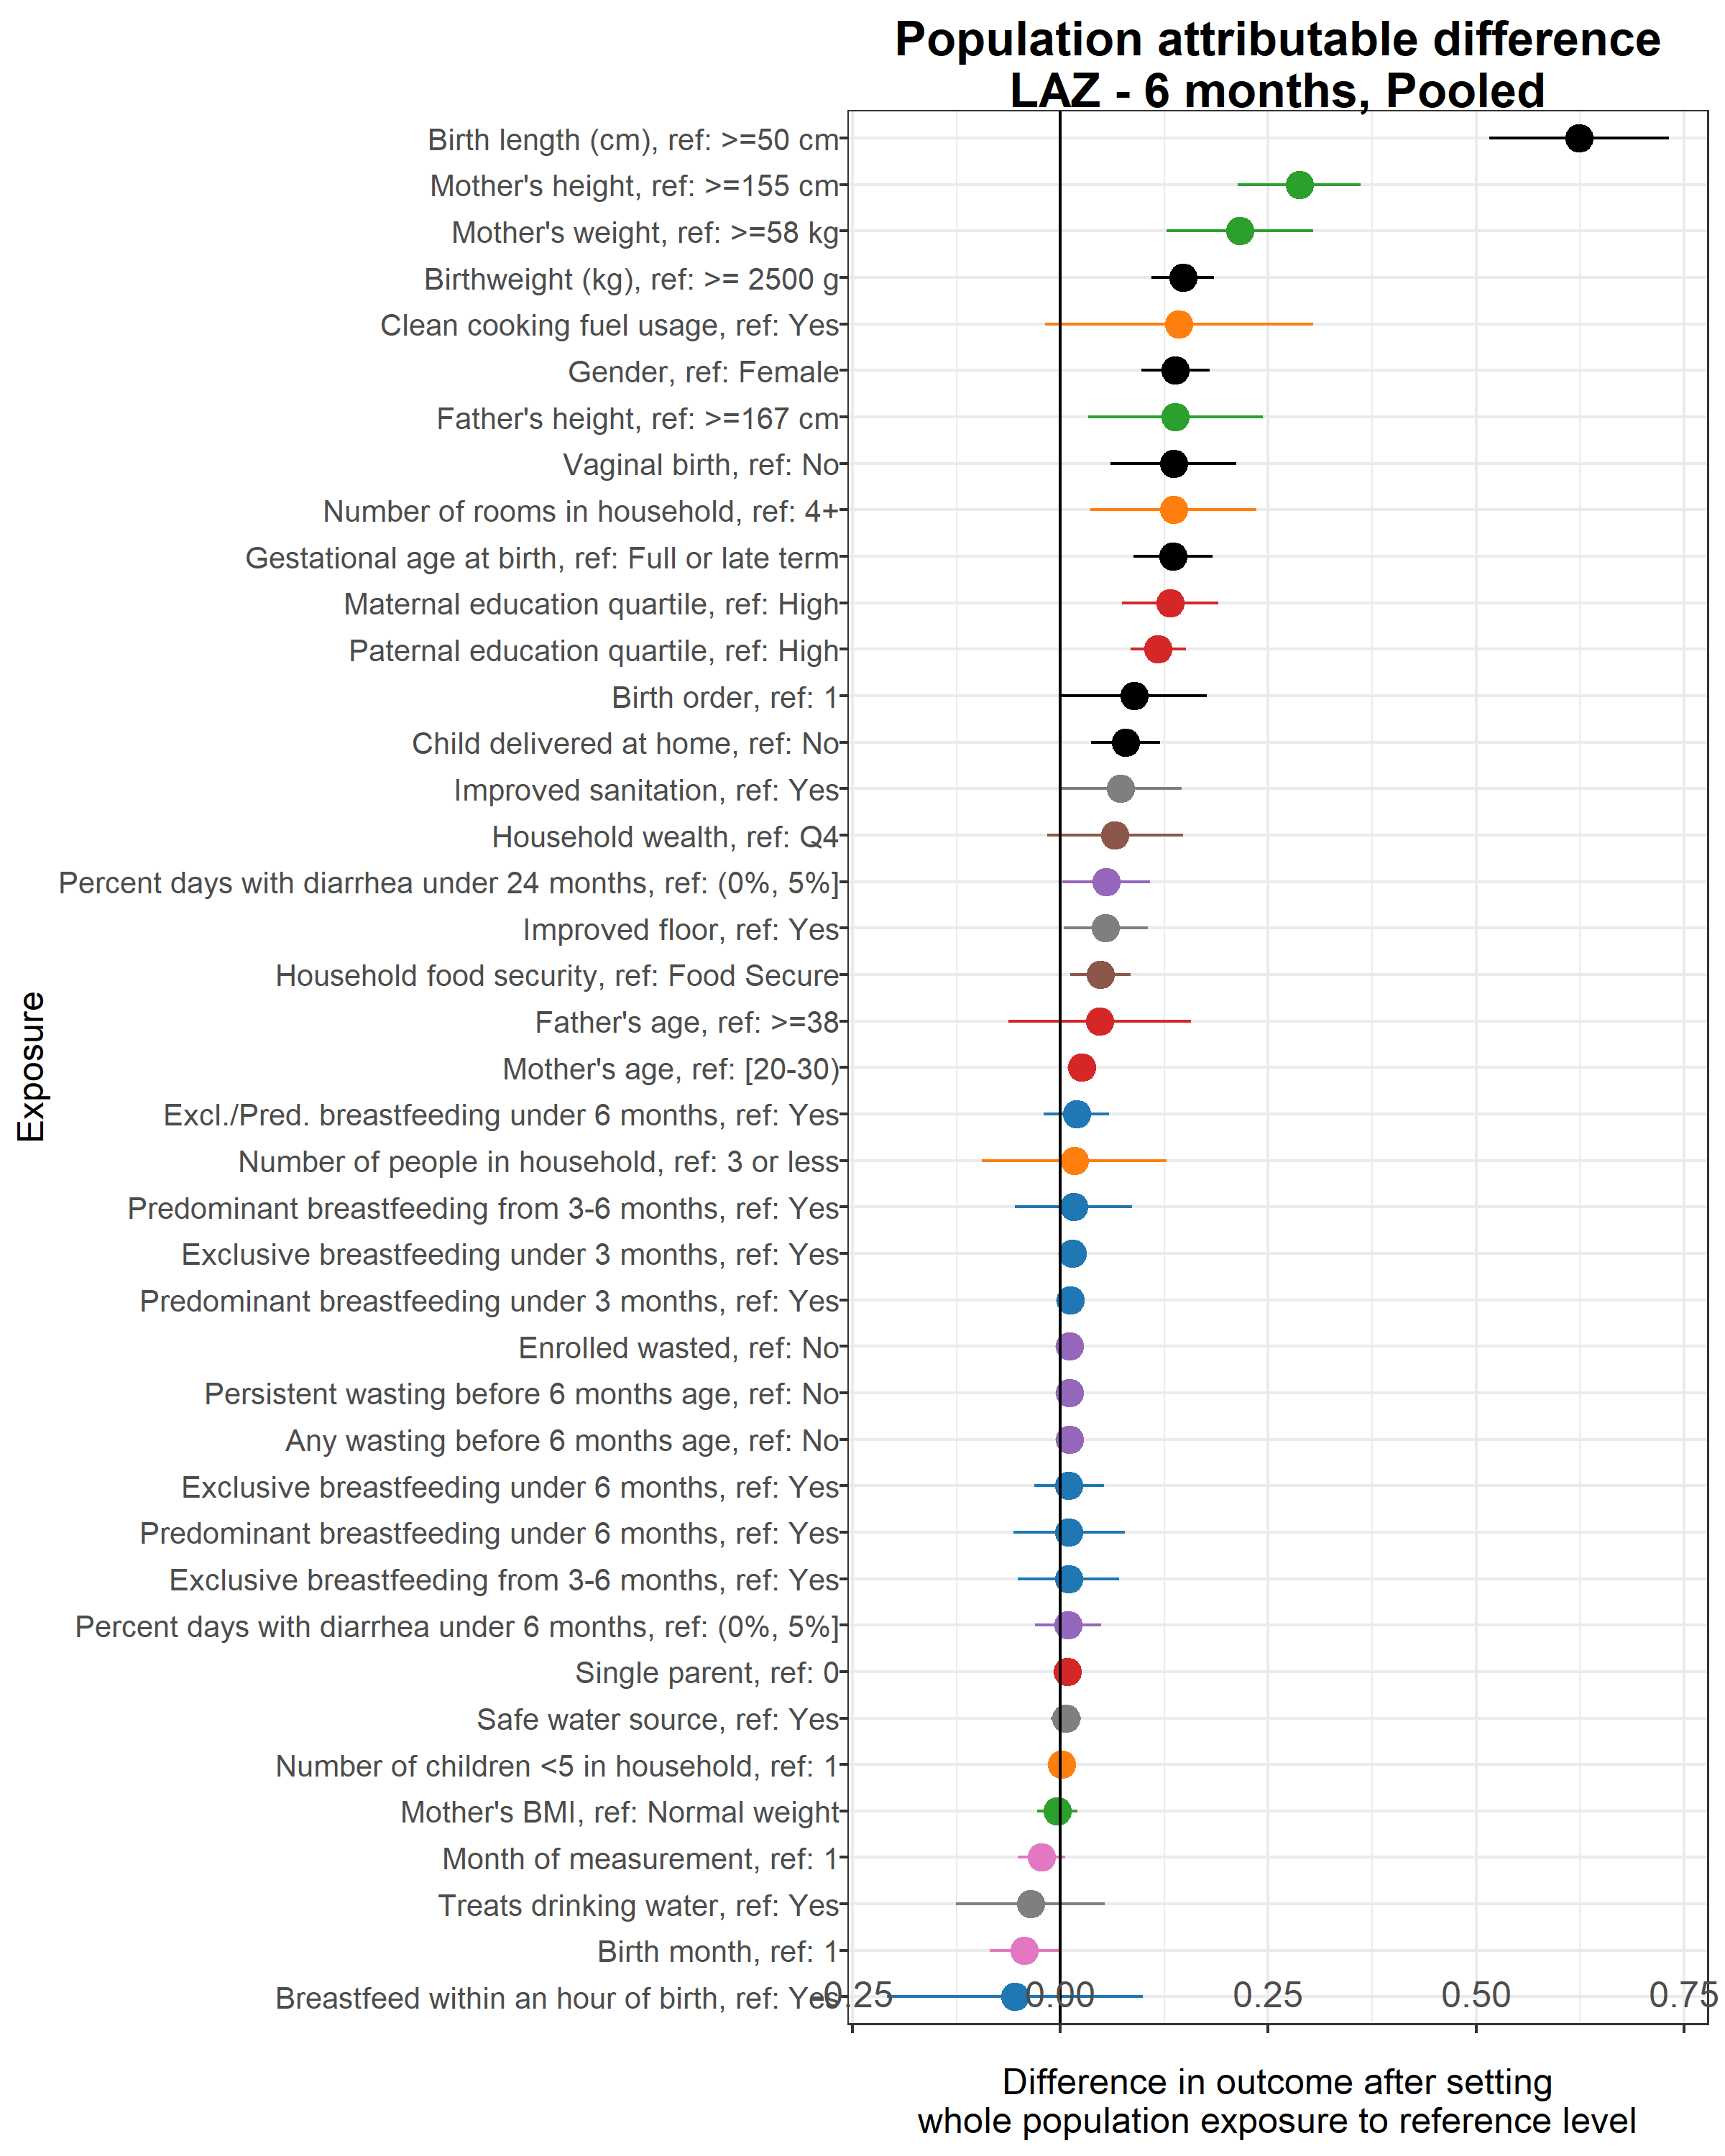 Population attributable difference
LAZ - 6 months, Pooled
Birth length (cm), ref: >=50 cm
Mother's height, ref: >=155 cm
Mother's weight, ref: >=58 kg
Birthweight (kg), ref: >= 2500 g
Clean cooking fuel usage, ref: Yes
Gender, ref: Female
Father's height, ref: >=167 cm
Vaginal birth, ref: No
Number of rooms in household, ref: 4+
Gestational age at birth, ref: Full or late term
Maternal education quartile, ref: High
Paternal education quartile, ref: High
Birth order, ref: 1
Child delivered at home, ref: No
Improved sanitation, ref: Yes
Household wealth, ref: Q4
Percent days with diarrhea under 24 months, ref: (0%, 5%]
Improved floor, ref: Yes
Household food security, ref: Food Secure
Father's age, ref: >=38
Mother's age, ref: [20-30)
Excl./Pred. breastfeeding under 6 months, ref: Yes
Number of people in household, ref: 3 or less
Predominant breastfeeding from 3-6 months, ref: Yes
Exclusive breastfeeding under 3 months, ref: Yes
Predominant breastfeeding under 3 months, ref: Yes
Enrolled wasted, ref: No
Persistent wasting before 6 months age, ref: No
Any wasting before 6 months age, ref: No
Exclusive breastfeeding under 6 months, ref: Yes
Predominant breastfeeding under 6 months, ref: Yes
Exclusive breastfeeding from 3-6 months, ref: Yes
Percent days with diarrhea under 6 months, ref: (0%, 5%]
Single parent, ref: 0
Safe water source, ref: Yes
Number of children <5 in household, ref: 1
Mother's BMI, ref: Normal weight
Month of measurement, ref: 1
Treats drinking water, ref: Yes
Birth month, ref: 1
Breastfeed within an hour of birth, ref: Yes
-0.25 0.00 0.25 0.50 0.75
Exposure
Difference in outcome after setting
whole population exposure to reference level